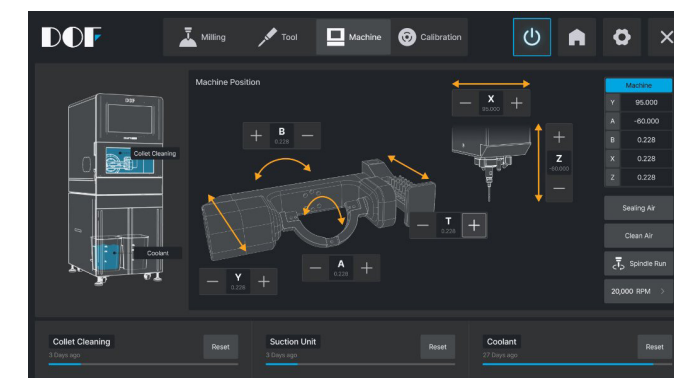 DOF
Milling
Tool
Machine
Calibration
Machine Position
DOF
Collet Cleaning
Coolant
+ B −
0.228
− X +
95.000
+
Z
-60.000
−
− T +
0.228
− Y +
0.228
− A +
0.228
Machine
Y 95.000
A -60.000
B 0.228
X 0.228
Z 0.228
Sealing Air
Clean Air
Spindle Run
20,000 RPM >
Collet Cleaning
3 Days ago
Reset
Suction Unit
3 Days ago
Reset
Coolant
27 Days ago
Reset